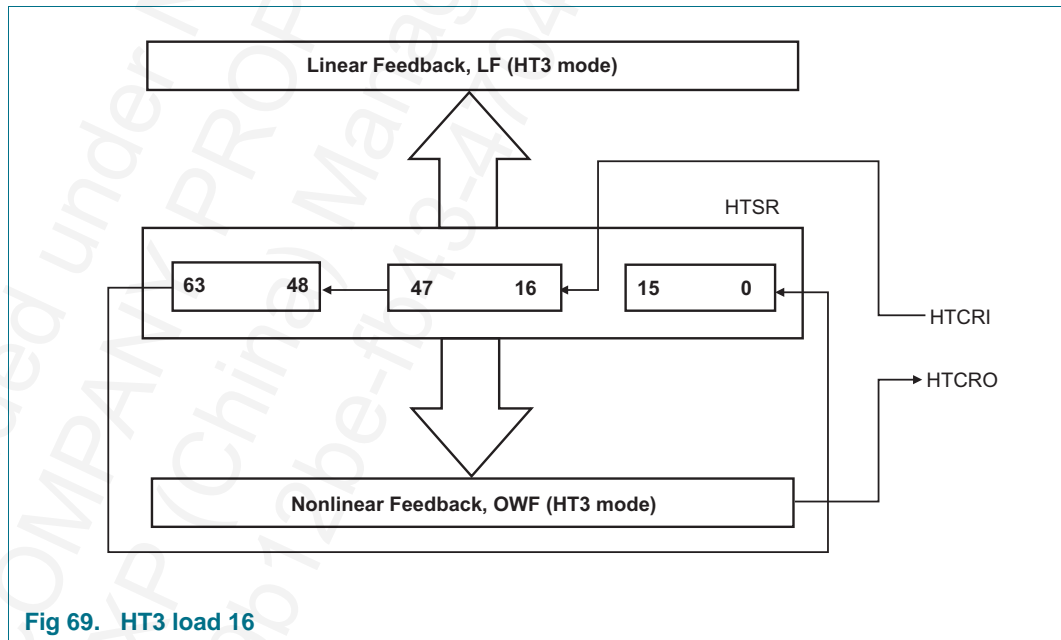 Linear Feedback, LF (HT3 mode)
HTSR
63 48 47 16 15 0
HTCRI
HTCRO
Nonlinear Feedback, OWF (HT3 mode)
Fig 69. HT3 load 16